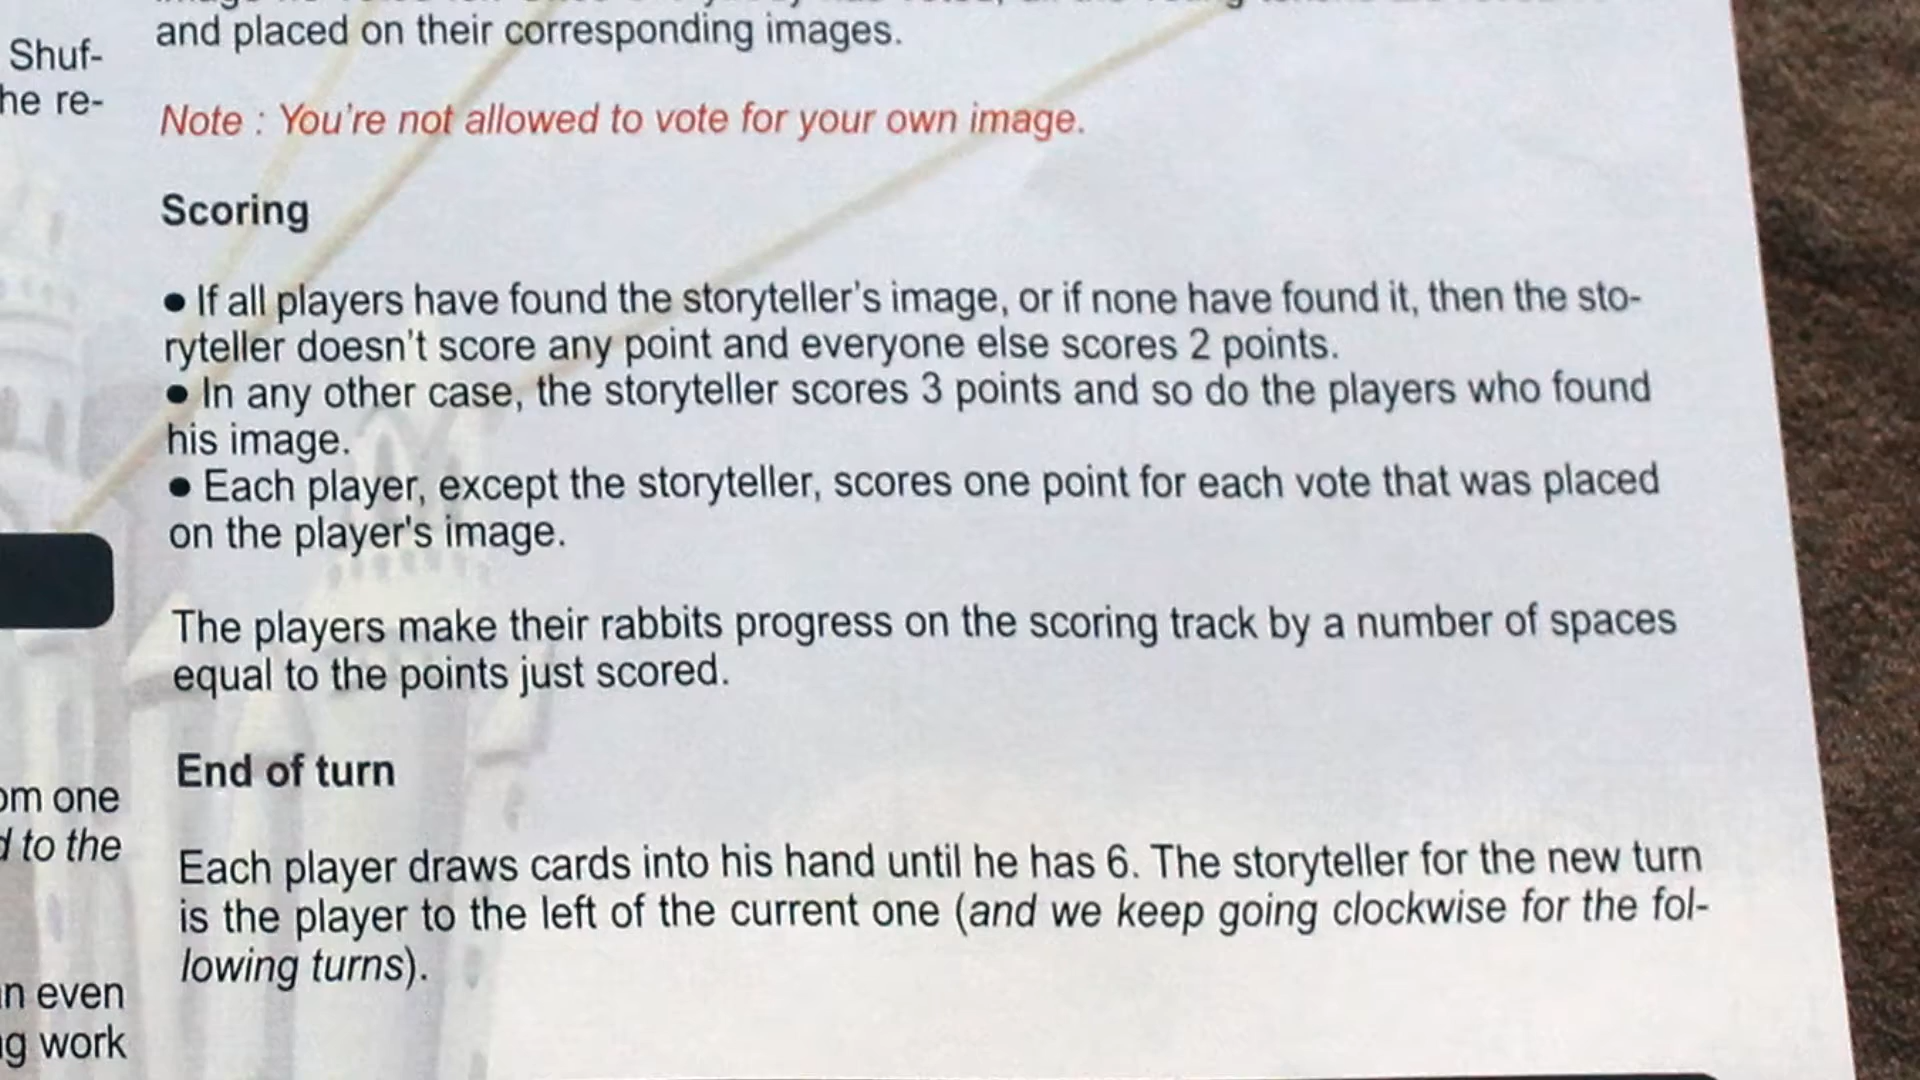 and placed on their corresponding images.
Shuf-
he re-
Note : You're not allowed to vote for your own image.
Scoring
● If all players have found the storyteller's image, or if none have found it, then the sto-
ryteller doesn't score any point and everyone else scores 2 points.
● In any other case, the storyteller scores 3 points and so do the players who found
his image.
● Each player, except the storyteller, scores one point for each vote that was placed
on the player's image.
The players make their rabbits progress on the scoring track by a number of spaces
equal to the points just scored.
End of turn
om one
d to the
Each player draws cards into his hand until he has 6. The storyteller for the new turn
is the player to the left of the current one (and we keep going clockwise for the fol-
lowing turns).
n even
g work